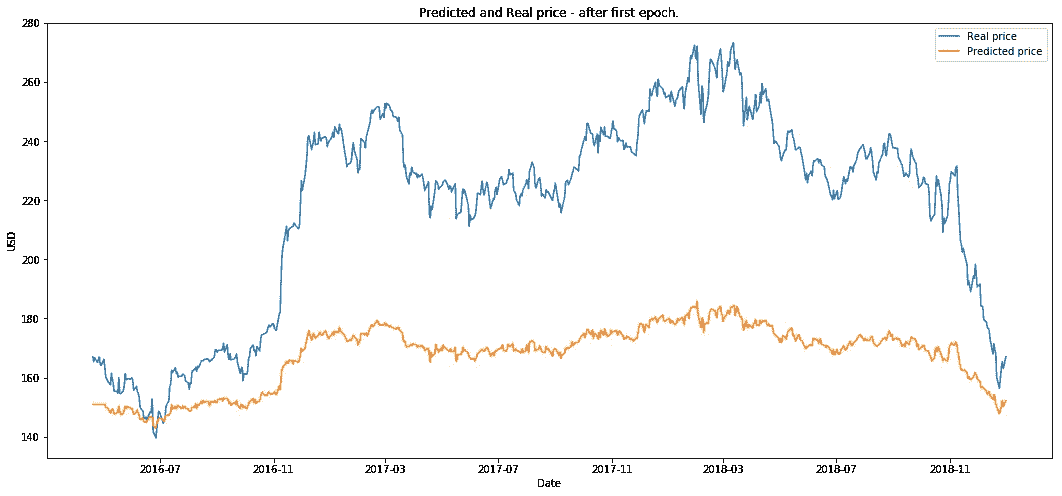 Predicted and Real price - after first epoch.
Real price
Predicted price
USD
280
260
240
220
200
180
160
140
2016-07 2016-11 2017-03 2017-07 2017-11 2018-03 2018-07 2018-11
Date